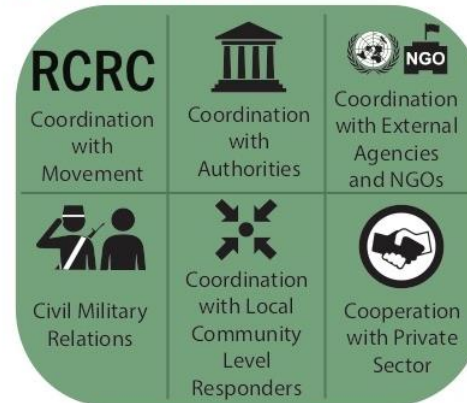 RCRC
Coordination
with
Movement
Coordination
with
Authorities
NGO
Coordination
with External
Agencies
and NGOs
Civil Military
Relations
Coordination
with Local
Community
Level
Responders
Cooperation
with Private
Sector